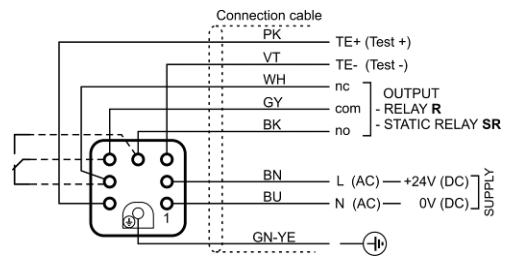 Connection cable
PK TE+ (Test +)
VT TE- (Test -)
WH nc
OUTPUT
GY com - RELAY R
BK no - STATIC RELAY SR
BN L (AC) +24V (DC)
BU N (AC) 0V (DC)
SUPPLY
1
GN-YE